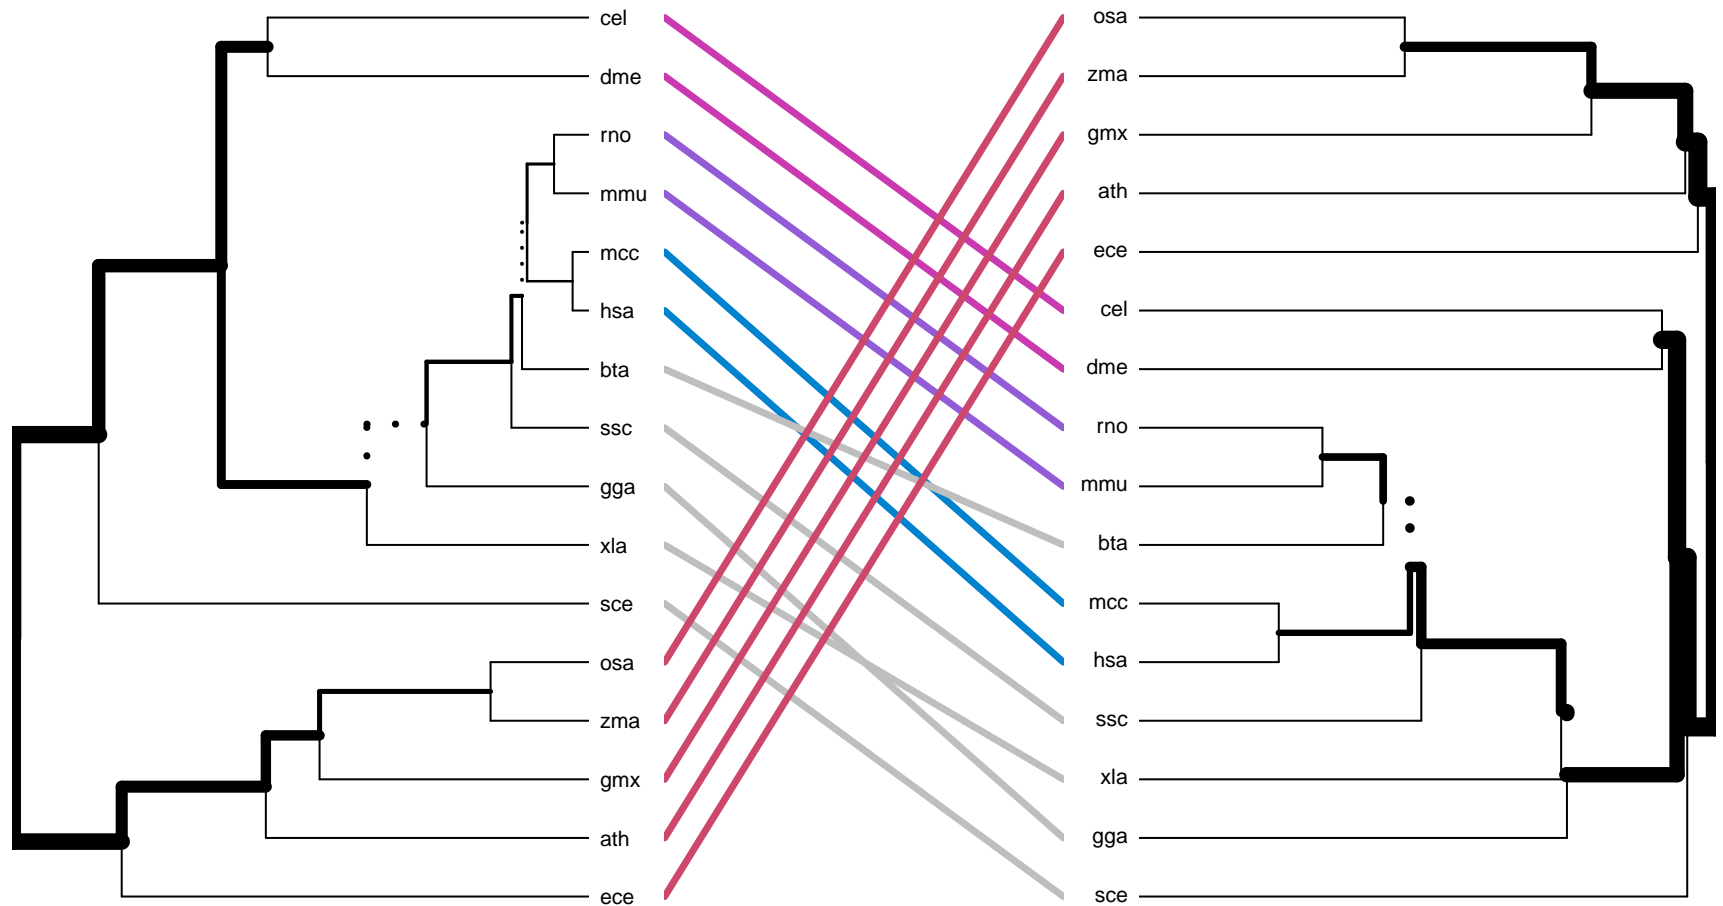 cel
dme
rno
mmu
mcc
hsa
bta
ssc
gga
xla
sce
osa
zma
gmx
ath
ece
osa
zma
gmx
ath
ece
cel
dme
rno
mmu
bta
mcc
hsa
ssc
xla
gga
sce